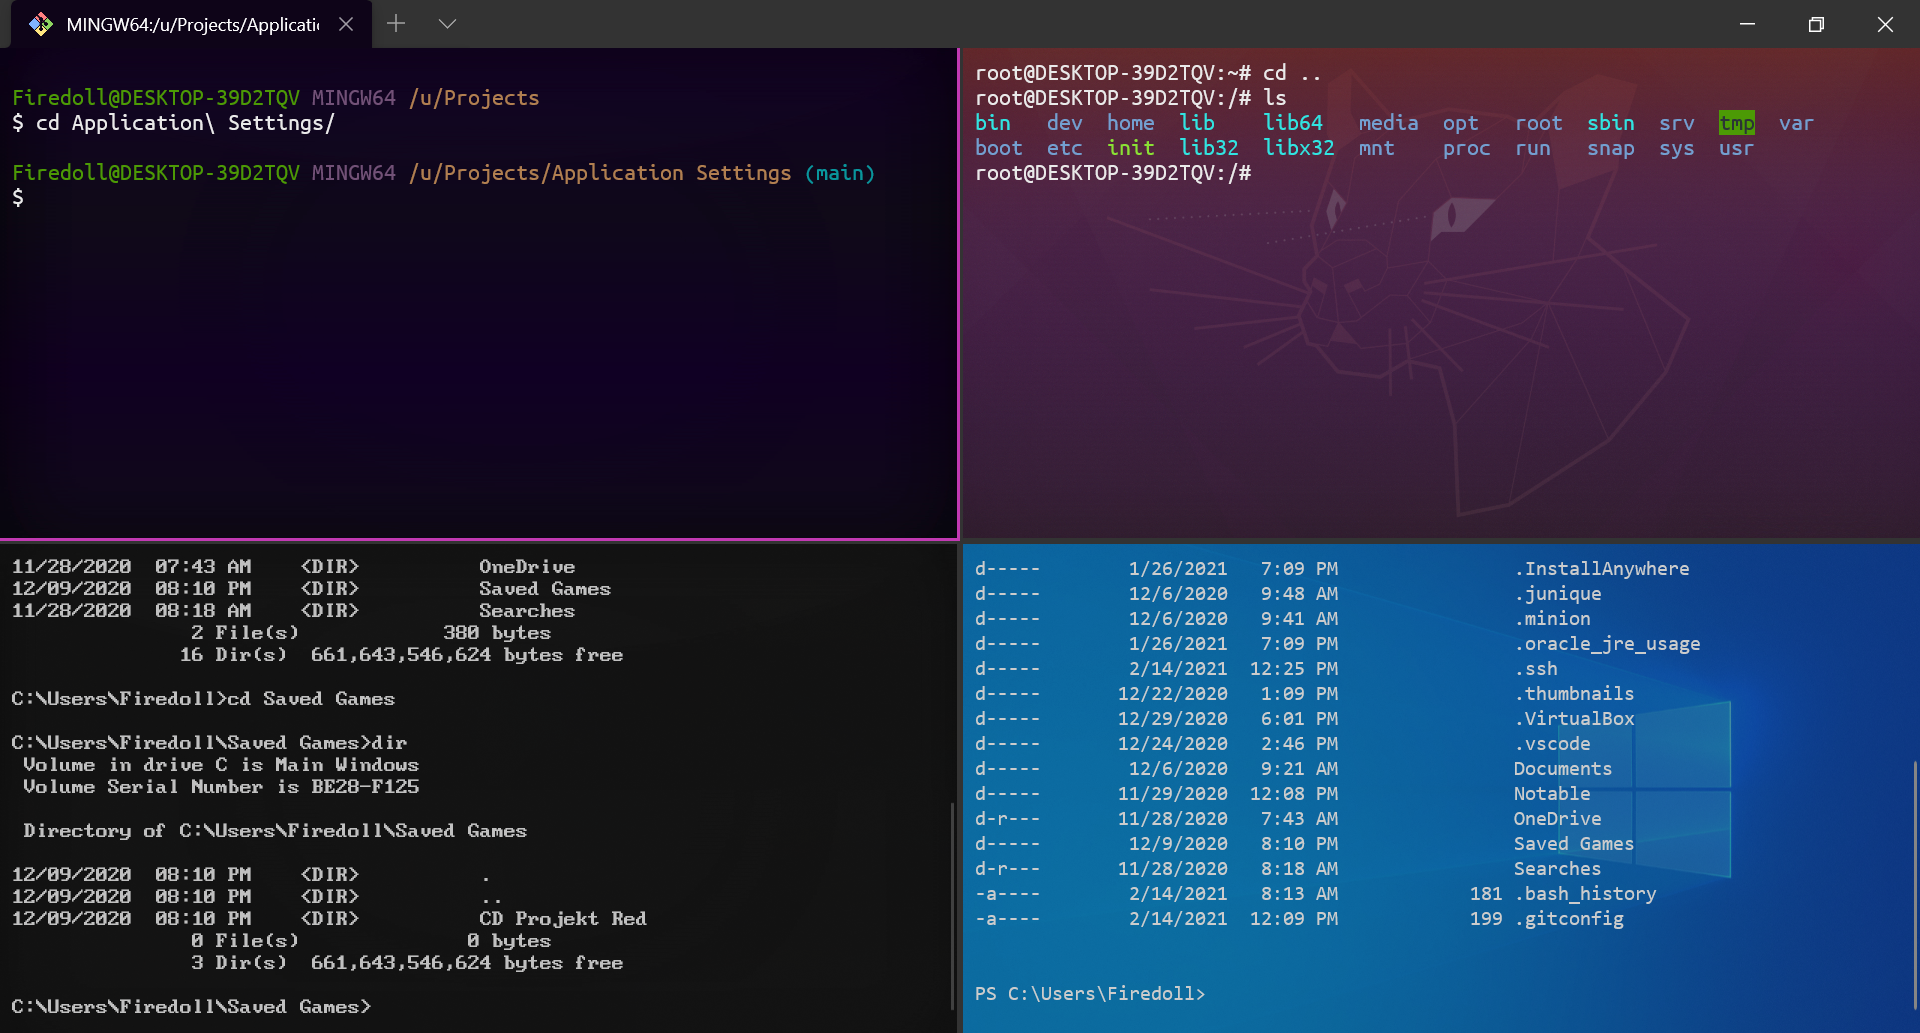 MINGW64:/u/Projects/Applicati
Firedoll@DESKTOP-39D2TQV MINGW64 /u/Projects
$ cd Application\ Settings/
Firedoll@DESKTOP-39D2TQV MINGW64 /u/Projects/Application Settings (main)
$
root@DESKTOP-39D2TQV:~# cd ..
root@DESKTOP-39D2TQV:/# ls
bin dev home lib lib64 media opt root sbin srv tmp var
boot etc init lib32 libx32 mnt proc run snap sys usr
root@DESKTOP-39D2TQV:/#
11/28/2020 07:43 AM <DIR> OneDrive
12/09/2020 08:10 PM <DIR> Saved Games
11/28/2020 08:18 AM <DIR> Searches
2 File(s) 380 bytes
16 Dir(s) 661,643,546,624 bytes free
C:\Users\Firedoll>cd Saved Games
C:\Users\Firedoll\Saved Games>dir
Volume in drive C is Main Windows
Volume Serial Number is BE28-F125
Directory of C:\Users\Firedoll\Saved Games
12/09/2020 08:10 PM <DIR> .
12/09/2020 08:10 PM <DIR> ..
12/09/2020 08:10 PM <DIR> CD Projekt Red
0 File(s) 0 bytes
3 Dir(s) 661,643,546,624 bytes free
C:\Users\Firedoll\Saved Games>
d----- 1/26/2021 7:09 PM .InstallAnywhere
d----- 12/6/2020 9:48 AM .junique
d----- 12/6/2020 9:41 AM .minion
d----- 1/26/2021 7:09 PM .oracle_jre_usage
d----- 2/14/2021 12:25 PM .ssh
d----- 12/22/2020 1:09 PM .thumbnails
d----- 12/29/2020 6:01 PM .VirtualBox
d----- 12/24/2020 2:46 PM .vscode
d----- 12/6/2020 9:21 AM Documents
d----- 11/29/2020 12:08 PM Notable
d-r--- 11/28/2020 7:43 AM OneDrive
d----- 12/9/2020 8:10 PM Saved Games
d-r--- 11/28/2020 8:18 AM Searches
-a---- 2/14/2021 8:13 AM 181 .bash_history
-a---- 2/14/2021 12:09 PM 199 .gitconfig
PS C:\Users\Firedoll>